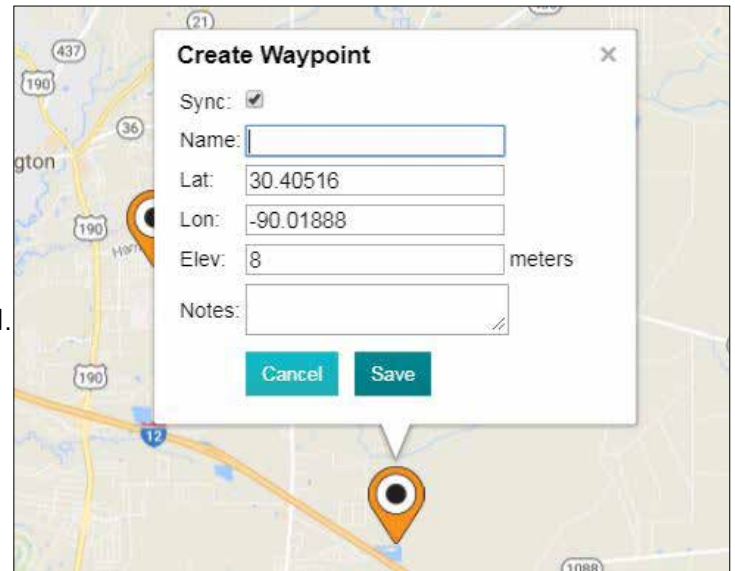 21
437
190
Create Waypoint
×
Sync:
36
Name:
gton
Lat: 30.40516
190
Lon: -90.01888
Elev: 8 meters
Notes:
190
Cancel Save
12
1088